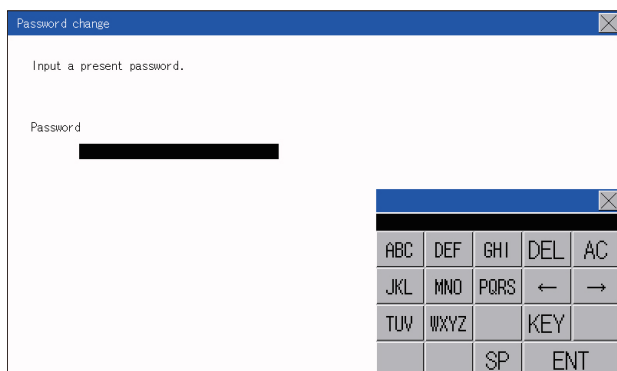 Password change
Input a present password.
Password
ABC DEF GHI DEL AC
JKL MNO PQRS ← →
TUV WXYZ KEY
SP ENT